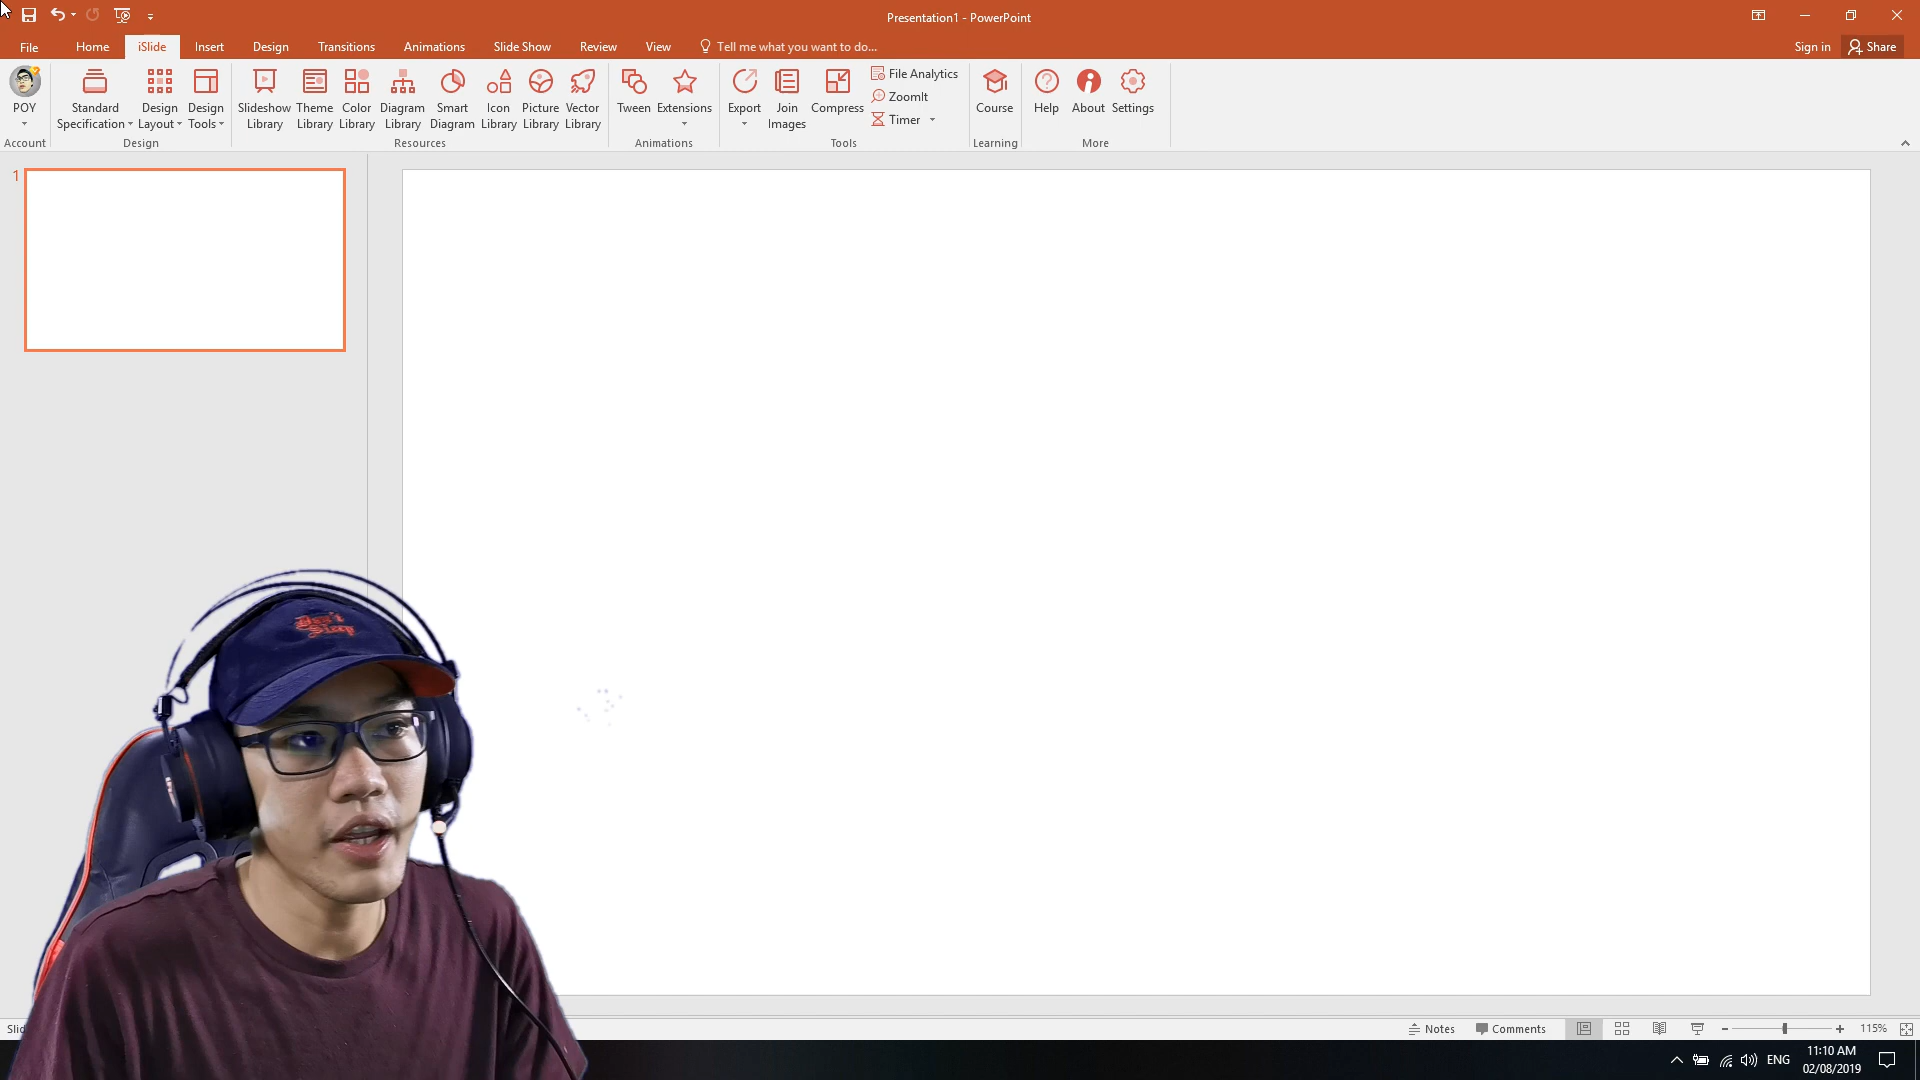 Presentation1 - PowerPoint
File Home iSlide Insert Design Transitions Animations Slide Show Review View Tell me what you want to do... Sign in Share
POY
Account
Standard Specification
Design Layout
Design Tools
Design
Slideshow Library
Theme Library
Color Library
Diagram Library
Smart Diagram
Icon Library
Picture Library
Vector Library
Resources
Tween
Extensions
Animations
Export
Join Images
Compress
File Analytics
ZoomIt
Timer
Tools
Course
Learning
Help
About
Settings
More
1
Don't
Sleep
Slid
Notes Comments 115%
ENG
11:10 AM
02/08/2019